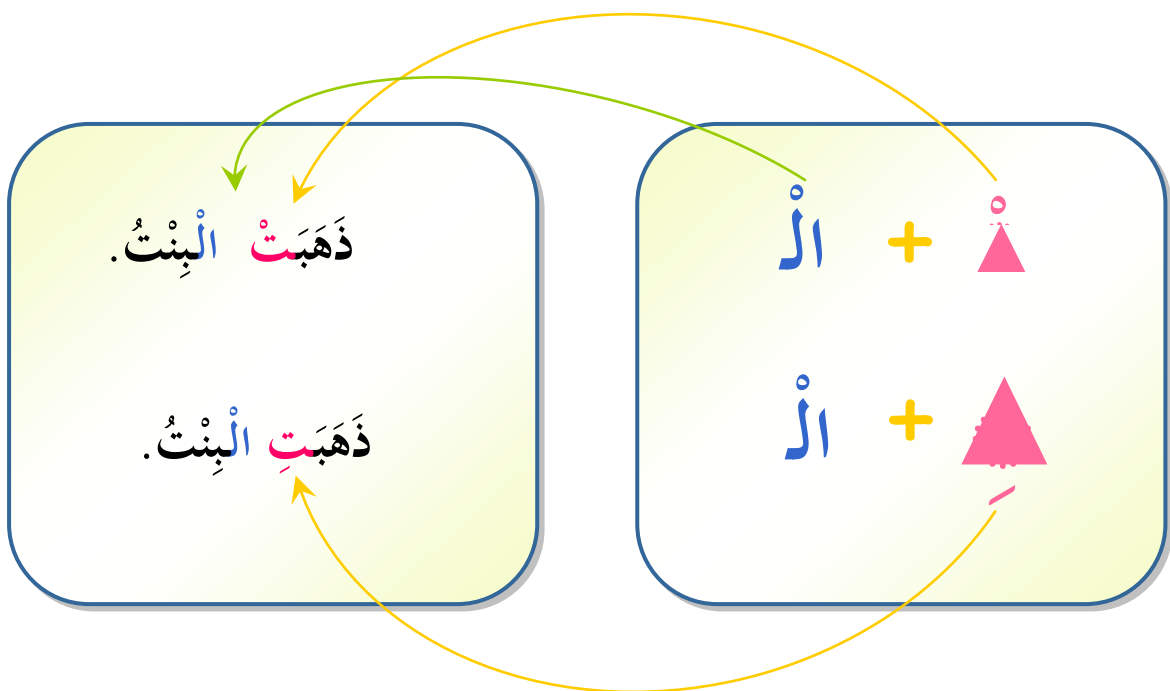 ْ + الْـ
ذَهَبَتْ الْبِنْتُ.
ِ + الْـ
ذَهَبَتِ الْبِنْتُ.